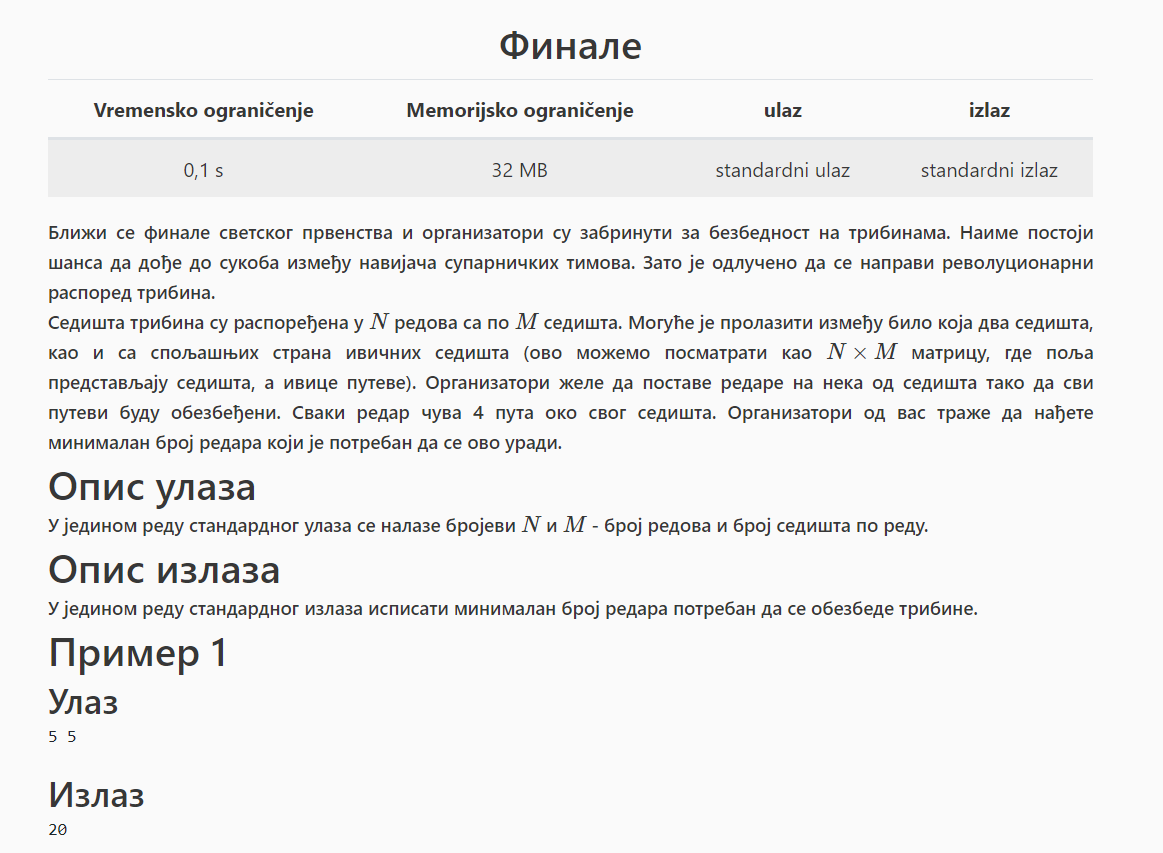 Финале
Vremensko ograničenje Memorijsko ograničenje ulaz izlaz
0,1 s 32 MB standardni ulaz standardni izlaz
Ближи се финале светског првенства и организатори су забринути за безбедност на трибинама. Наиме постоји
шанса да дође до сукоба између навијача супарничких тимова. Зато је одлучено да се направи револуционарни
распоред трибина.
Седишта трибина су распоређена у N редова са по M седишта. Могуће је пролазити између било која два седишта,
као и са спољашњих страна ивичних седишта (ово можемо посматрати као N × M матрицу, где поља
представљају седишта, а ивице путеве). Организатори желе да поставе редаре на нека од седишта тако да сви
путеви буду обезбеђени. Сваки редар чува 4 пута око свог седишта. Организатори од вас траже да нађете
минималан број редара који је потребан да се ово уради.
Опис улаза
У једином реду стандардног улаза се налазе бројеви N и M - број редова и број седишта по реду.
Опис излаза
У једином реду стандардног излаза исписати минималан број редара потребан да се обезбеде трибине.
Пример 1
Улаз
5 5
Излаз
20